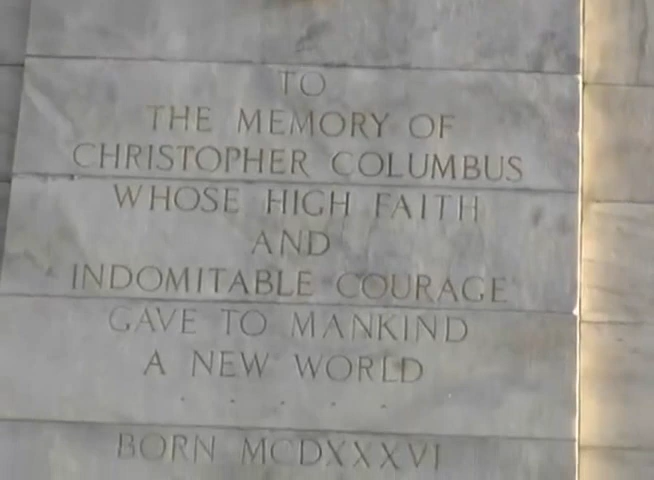 TO
THE MEMORY OF
CHRISTOPHER COLUMBUS
WHOSE HIGH FAITH
AND
INDOMITABLE COURAGE
GAVE TO MANKIND
A NEW WORLD
. . . . .
BORN MCDXXXVI